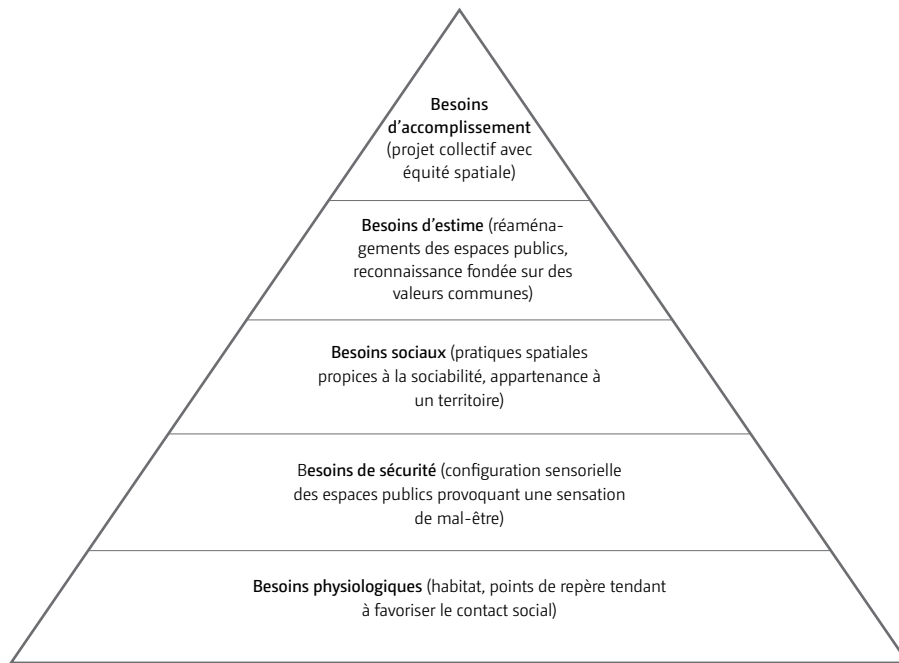 Besoins
d'accomplissement
(projet collectif avec
équité spatiale)
Besoins d'estime (réaména-
gements des espaces publics,
reconnaissance fondée sur des
valeurs communes)
Besoins sociaux (pratiques spatiales
propices à la sociabilité, appartenance à
un territoire)
Besoins de sécurité (configuration sensorielle
des espaces publics provoquant une sensation
de mal-être)
Besoins physiologiques (habitat, points de repère tendant
à favoriser le contact social)